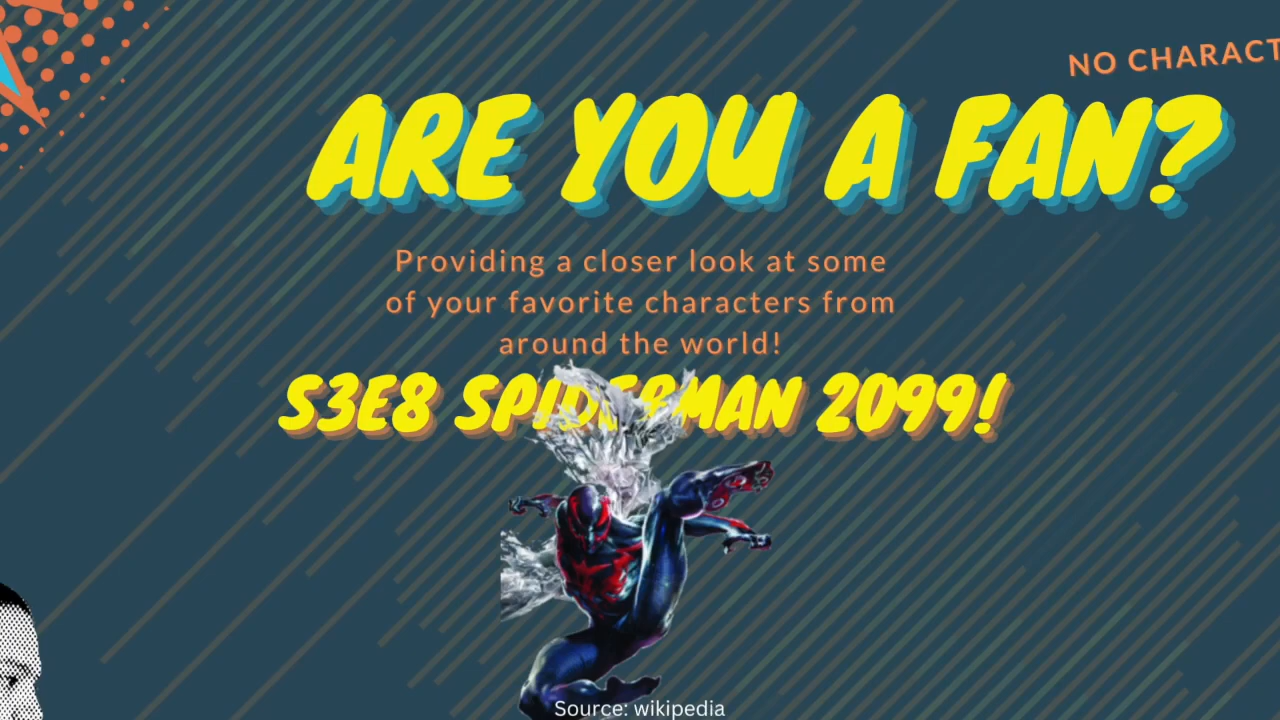 NO CHARACT
ARE YOU A FAN?
Providing a closer look at some
of your favorite characters from
around the world!
S3E8 SPIDERMAN 2099!
Source: wikipedia